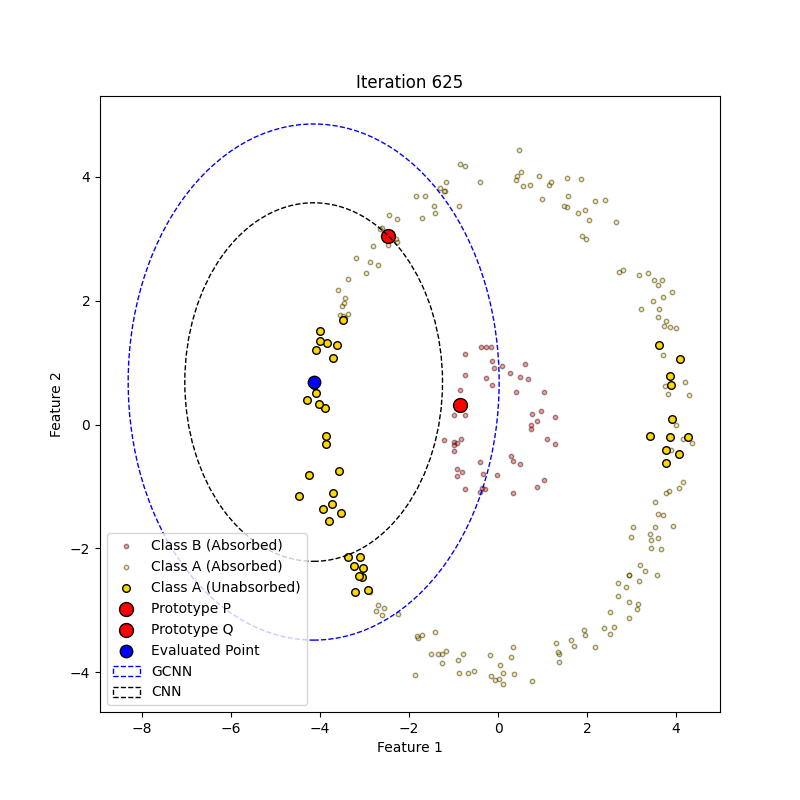 Iteration 625
4
2
0
−2
−4
Feature 2
Class B (Absorbed)
Class A (Absorbed)
Class A (Unabsorbed)
Prototype P
Prototype Q
Evaluated Point
GCNN
CNN
−8
−6
−4
−2
0
2
4
Feature 1